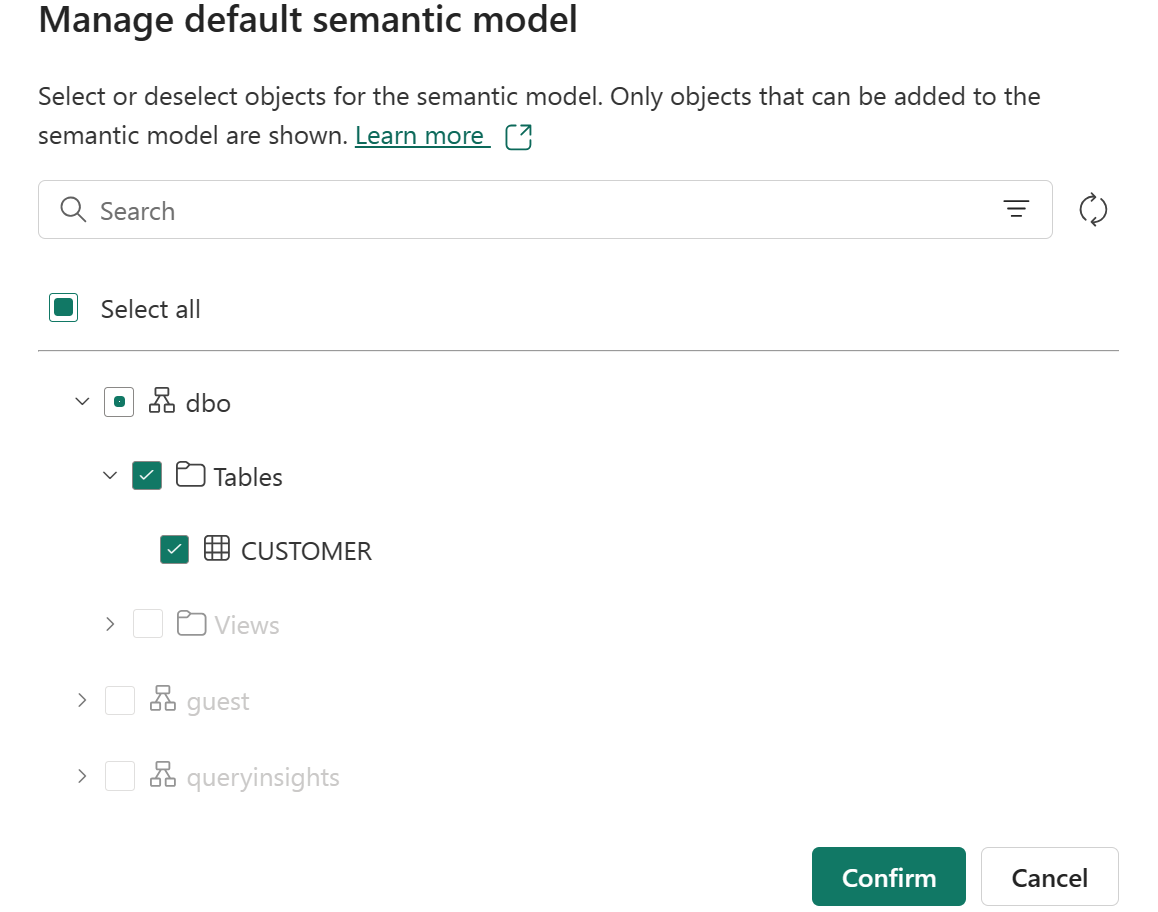 Manage default semantic model
Select or deselect objects for the semantic model. Only objects that can be added to the
semantic model are shown. Learn more
Search
Select all
dbo
Tables
CUSTOMER
Views
guest
queryinsights
Confirm
Cancel